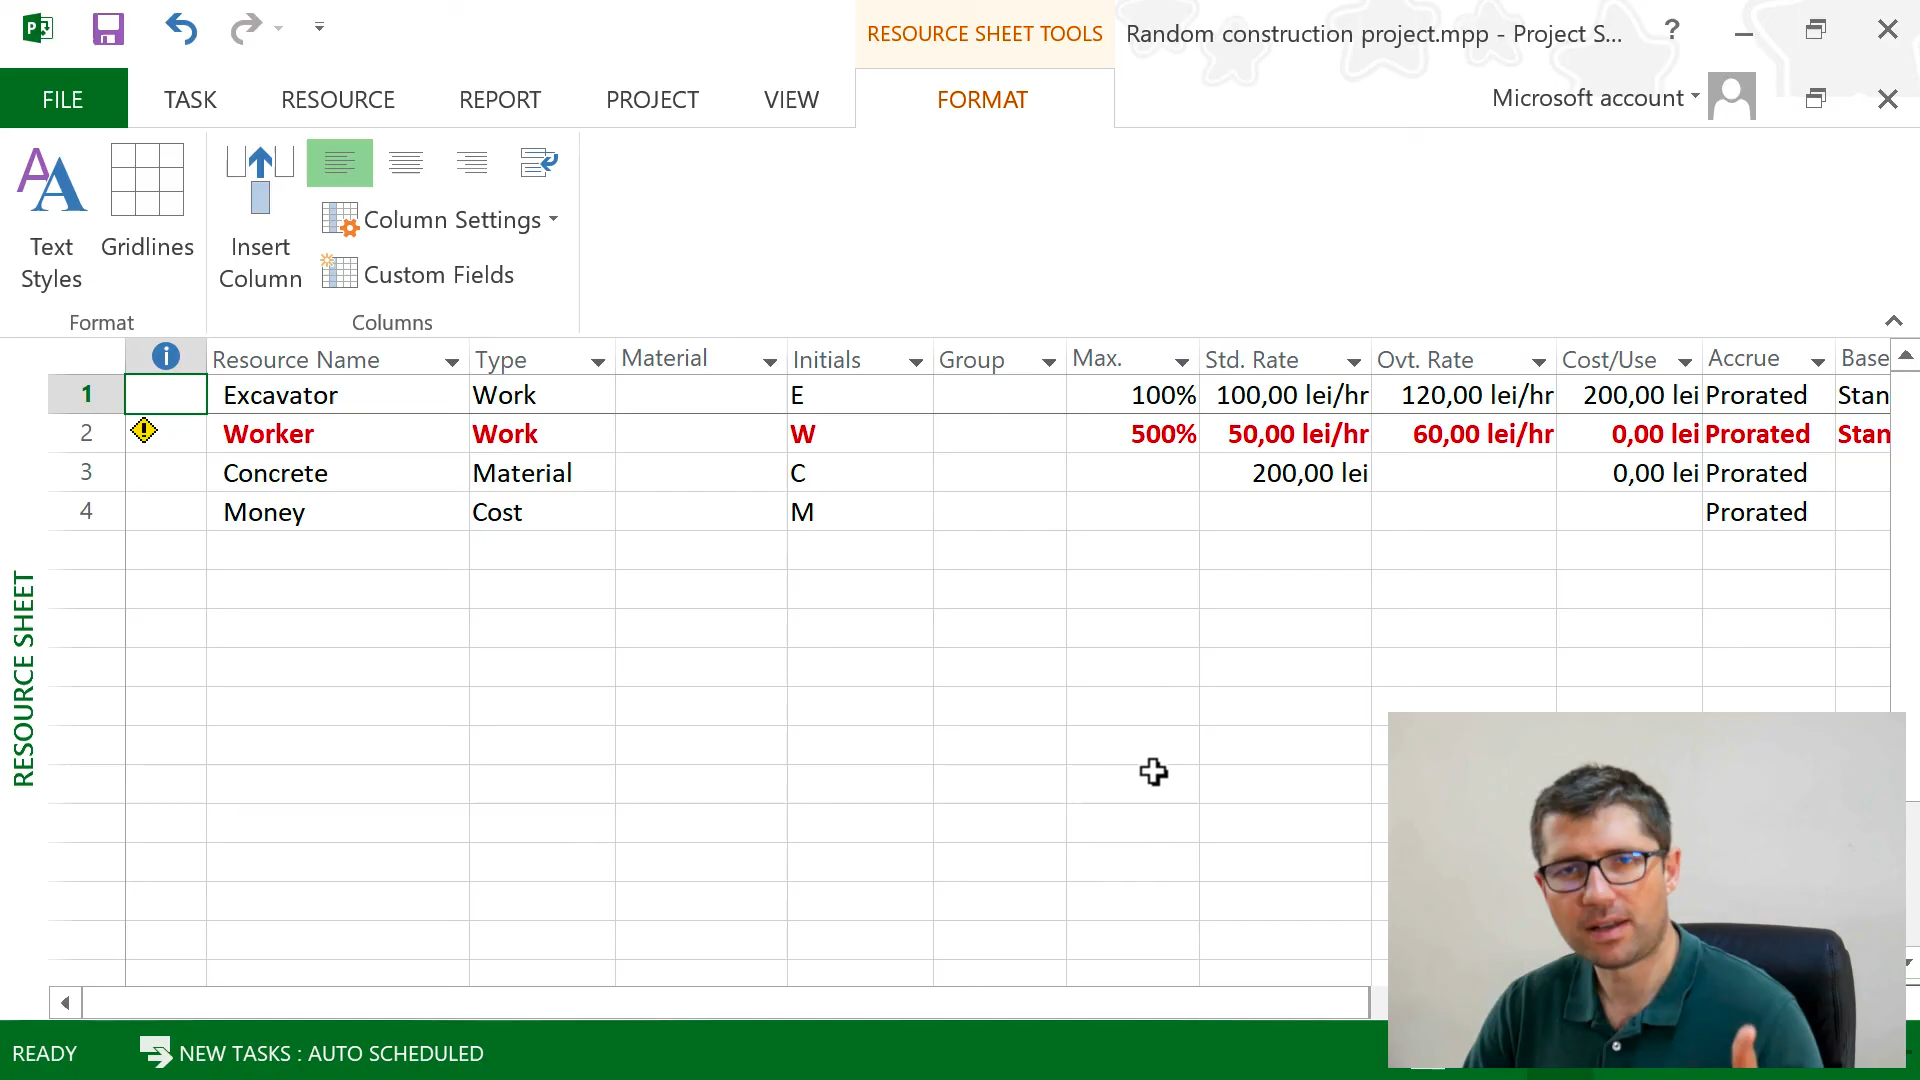 RESOURCE SHEET TOOLS
Random construction project.mpp - Project S...
?
FILE
TASK
RESOURCE
REPORT
PROJECT
VIEW
FORMAT
Microsoft account
Text Styles
Gridlines
Insert Column
Column Settings
Custom Fields
Format
Columns
Resource Name Type Material Initials Group Max. Std. Rate Ovt. Rate Cost/Use Accrue Base
1 Excavator Work E 100% 100,00 lei/hr 120,00 lei/hr 200,00 lei Prorated Stan
2 Worker Work W 500% 50,00 lei/hr 60,00 lei/hr 0,00 lei Prorated Stan
3 Concrete Material C 200,00 lei 0,00 lei Prorated
4 Money Cost M Prorated
RESOURCE SHEET
READY
NEW TASKS : AUTO SCHEDULED